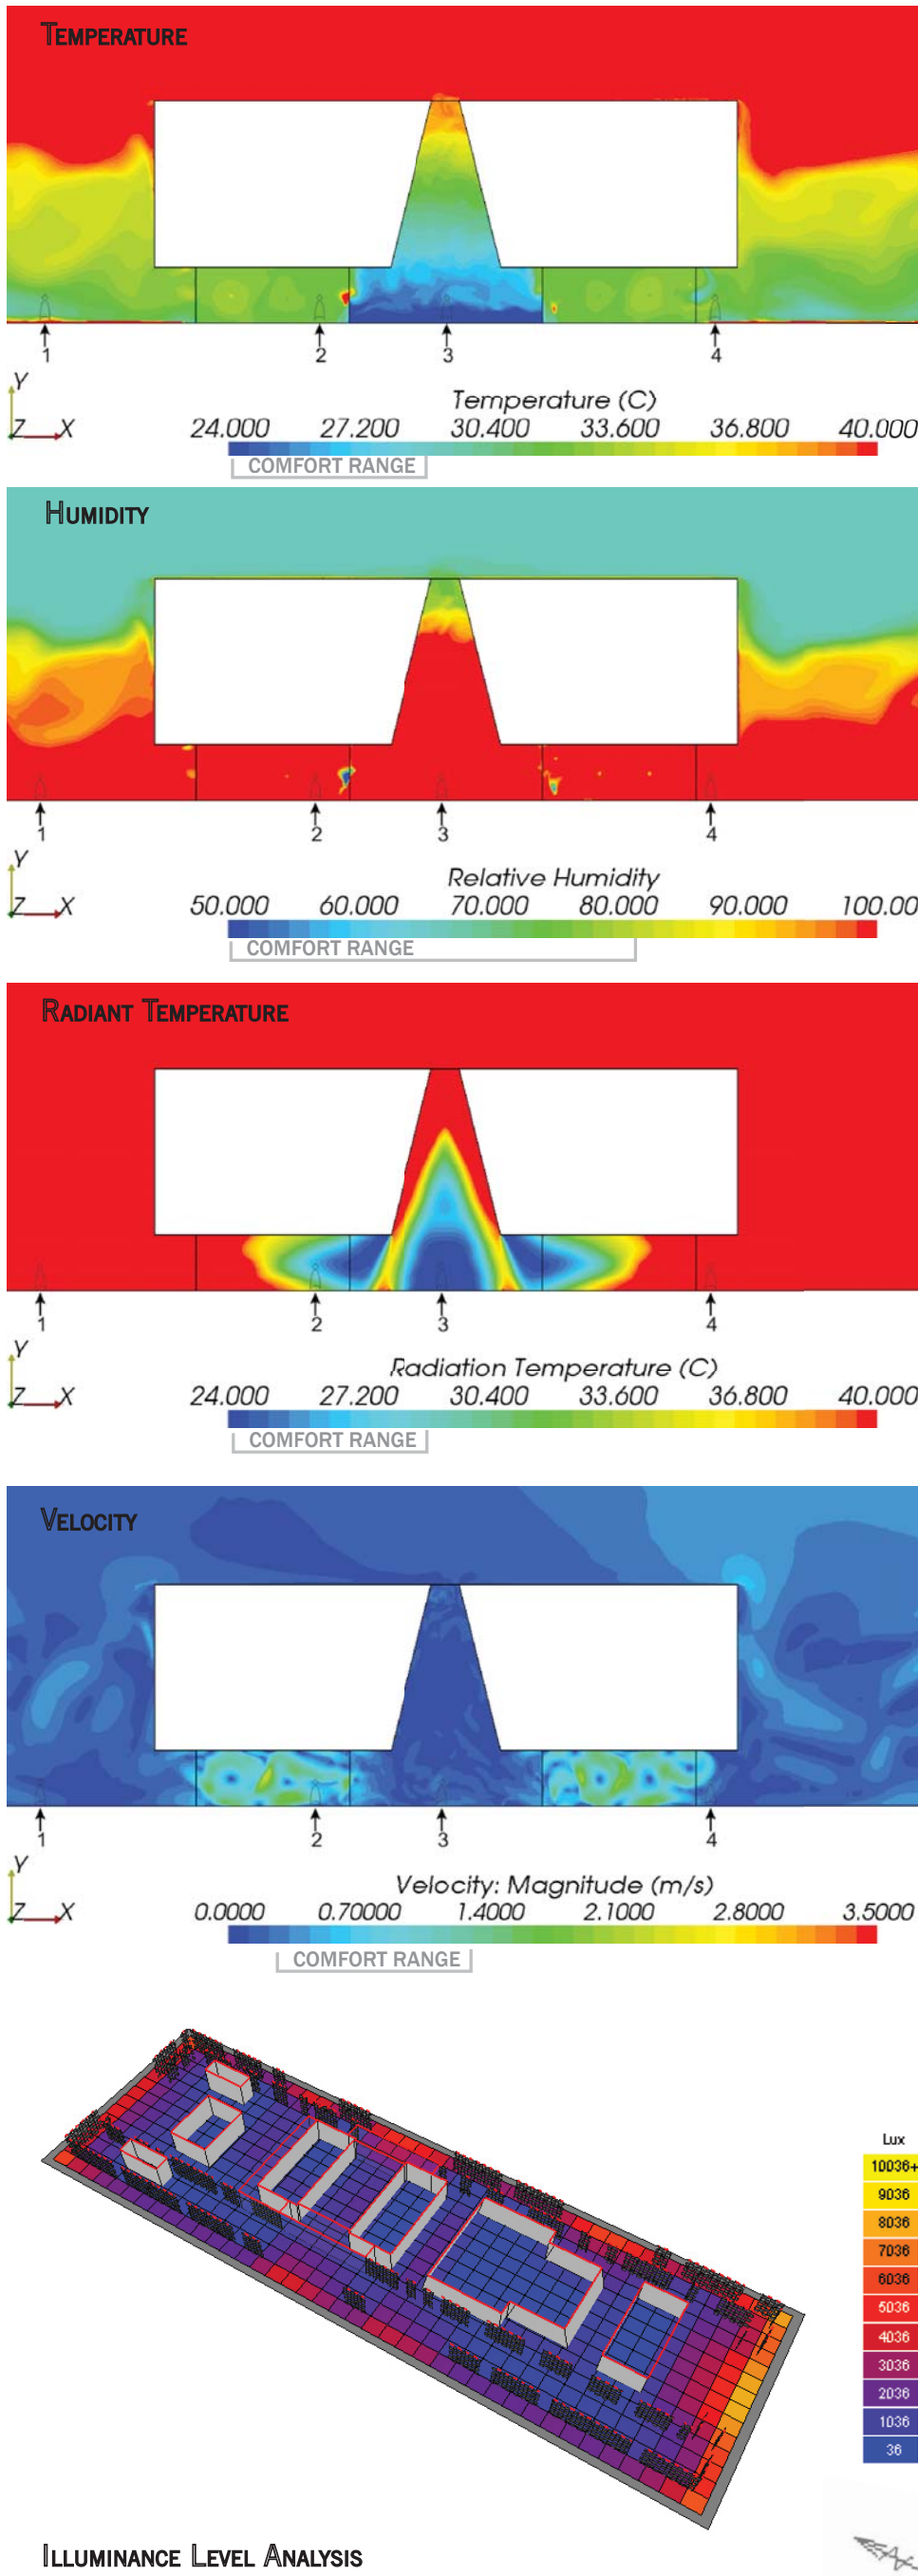 TEMPERATURE
1 2 3 4
Y
Z X
Temperature (C)
24.000 27.200 30.400 33.600 36.800 40.000
COMFORT RANGE
HUMIDITY
1 2 3 4
Y
Z X
Relative Humidity
50.000 60.000 70.000 80.000 90.000 100.00
COMFORT RANGE
RADIANT TEMPERATURE
1 2 3 4
Y
Z X
Radiation Temperature (C)
24.000 27.200 30.400 33.600 36.800 40.000
COMFORT RANGE
VELOCITY
1 2 3 4
Y
Z X
Velocity: Magnitude (m/s)
0.0000 0.70000 1.4000 2.1000 2.8000 3.5000
COMFORT RANGE
Lux
10036+
9036
8036
7036
6036
5036
4036
3036
2036
1036
36
ILLUMINANCE LEVEL ANALYSIS